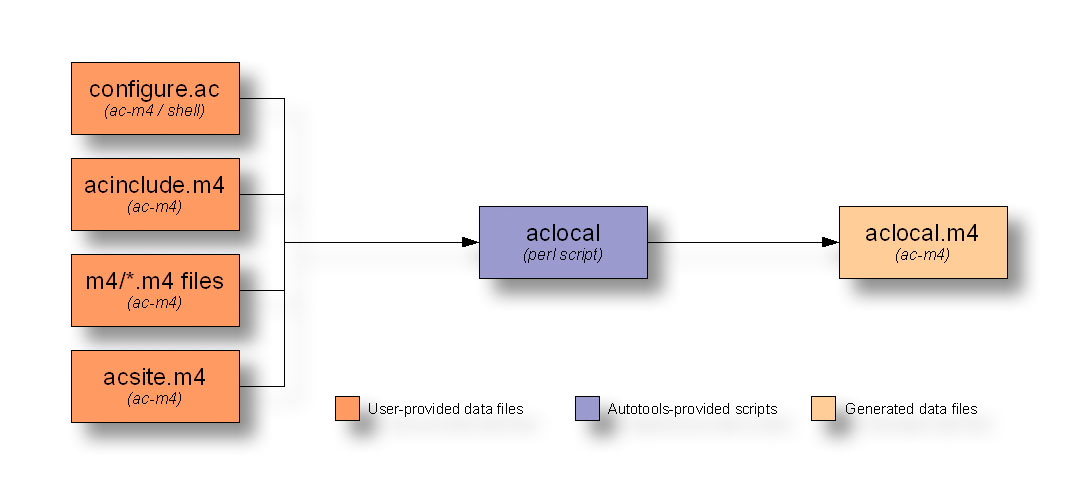 configure.ac
(ac-m4 / shell)
acinclude.m4
(ac-m4)
m4/*.m4 files
(ac-m4)
acsite.m4
(ac-m4)
aclocal
(perl script)
aclocal.m4
(ac-m4)
User-provided data files
Autotools-provided scripts
Generated data files